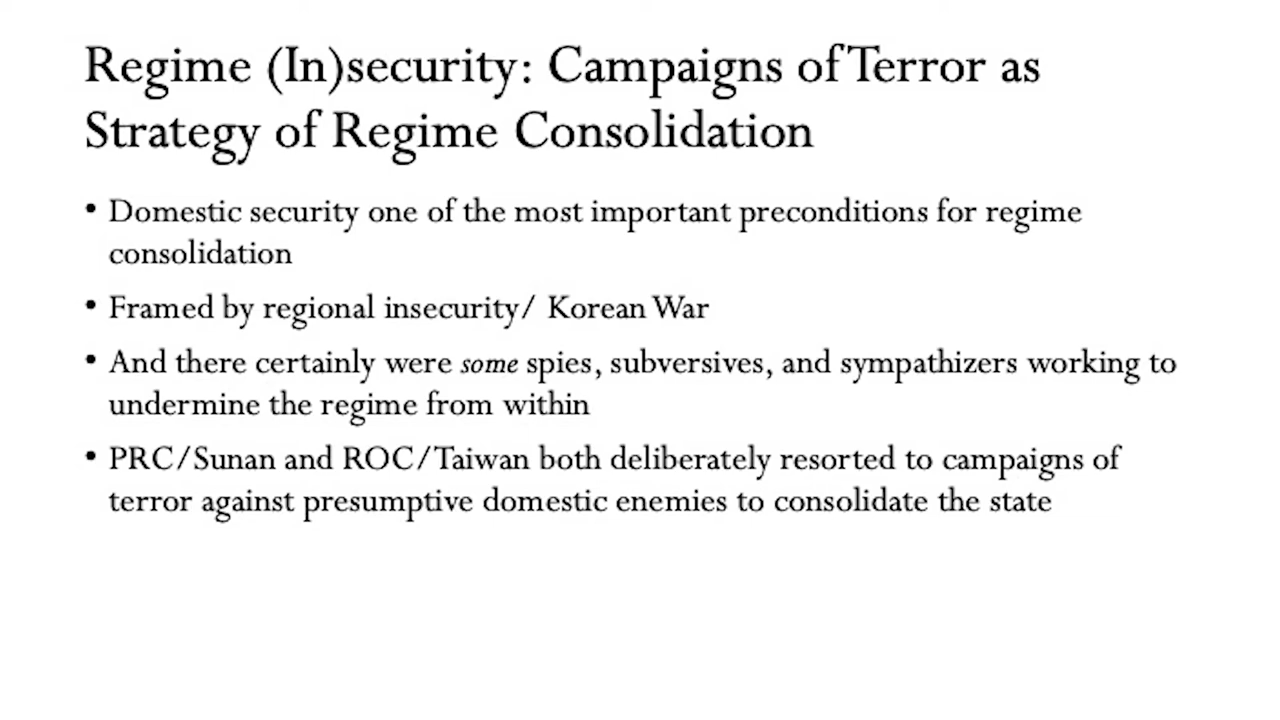 Regime (In)security: Campaigns of Terror as
Strategy of Regime Consolidation
• Domestic security one of the most important preconditions for regime
consolidation
• Framed by regional insecurity/ Korean War
• And there certainly were some spies, subversives, and sympathizers working to
undermine the regime from within
• PRC/Sunan and ROC/Taiwan both deliberately resorted to campaigns of
terror against presumptive domestic enemies to consolidate the state